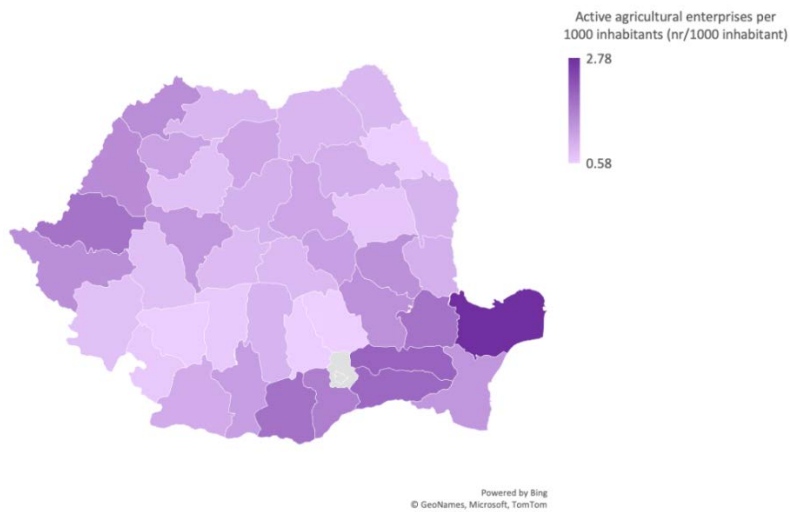 Active agricultural enterprises per
1000 inhabitants (nr/1000 inhabitant)
2.78
0.58
Powered by Bing
© GeoNames, Microsoft, TomTom